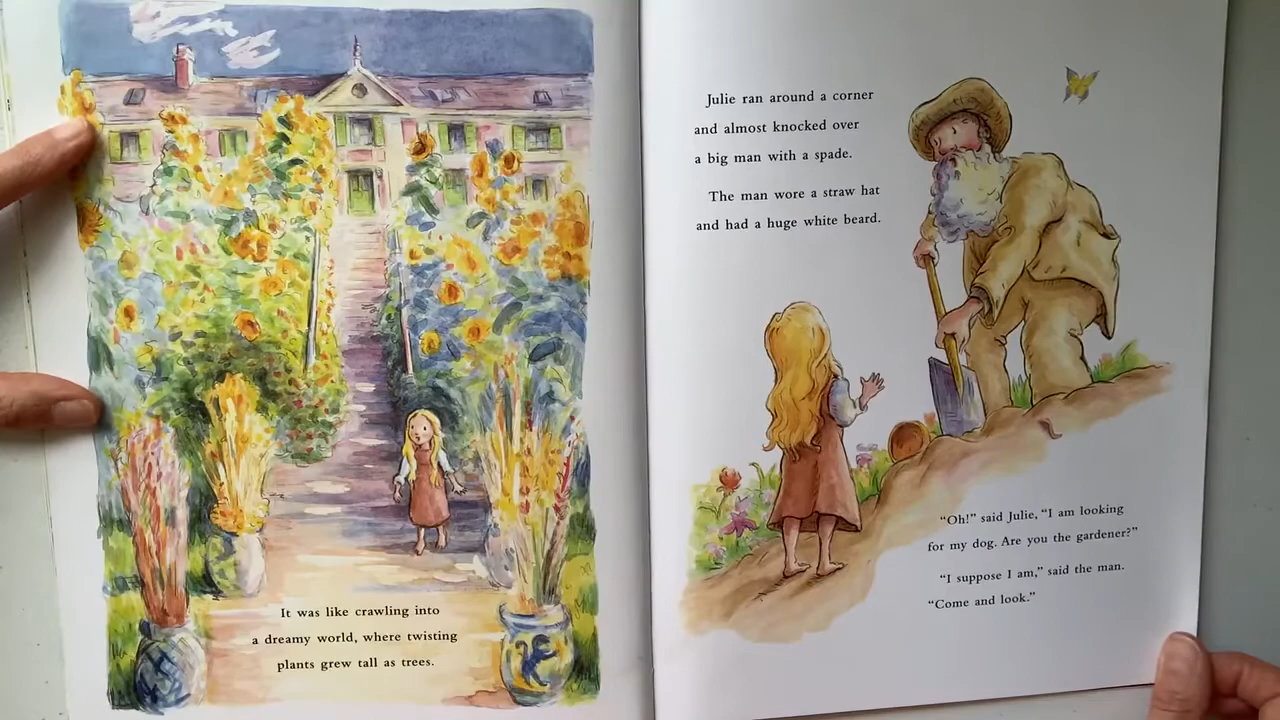 It was like crawling into
a dreamy world, where twisting
plants grew tall as trees.
Julie ran around a corner
and almost knocked over
a big man with a spade.
The man wore a straw hat
and had a huge white beard.
“Oh!” said Julie, “I am looking
for my dog. Are you the gardener?”
“I suppose I am,” said the man.
“Come and look.”